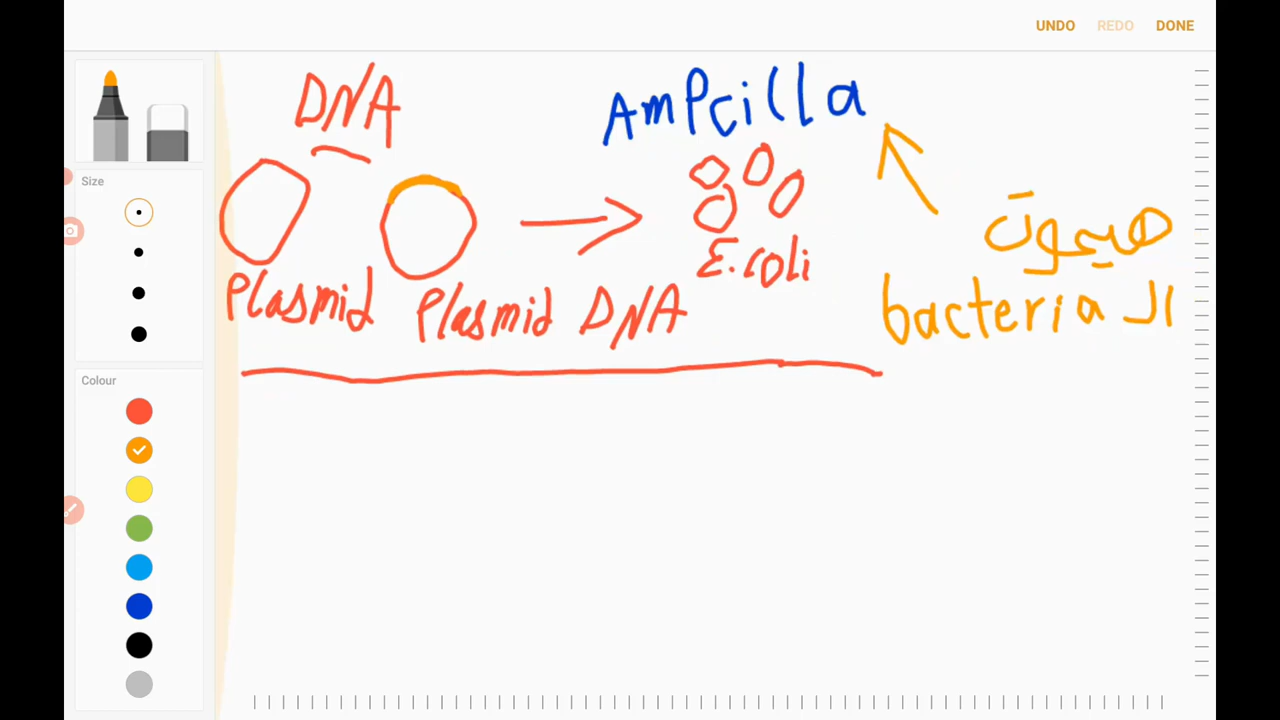 UNDO REDO DONE
Size
Colour
DNA
Ampcilla
Plasmid
Plasmid DNA
E.coli
هيموت
ال bacteria